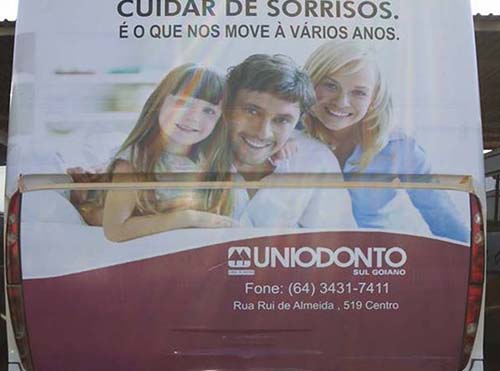 CUIDAR DE SORRISOS.
É O QUE NOS MOVE À VÁRIOS ANOS.
UNIODONTO
SUL GOIANO
Fone: (64) 3431-7411
Rua Rui de Almeida , 519 Centro